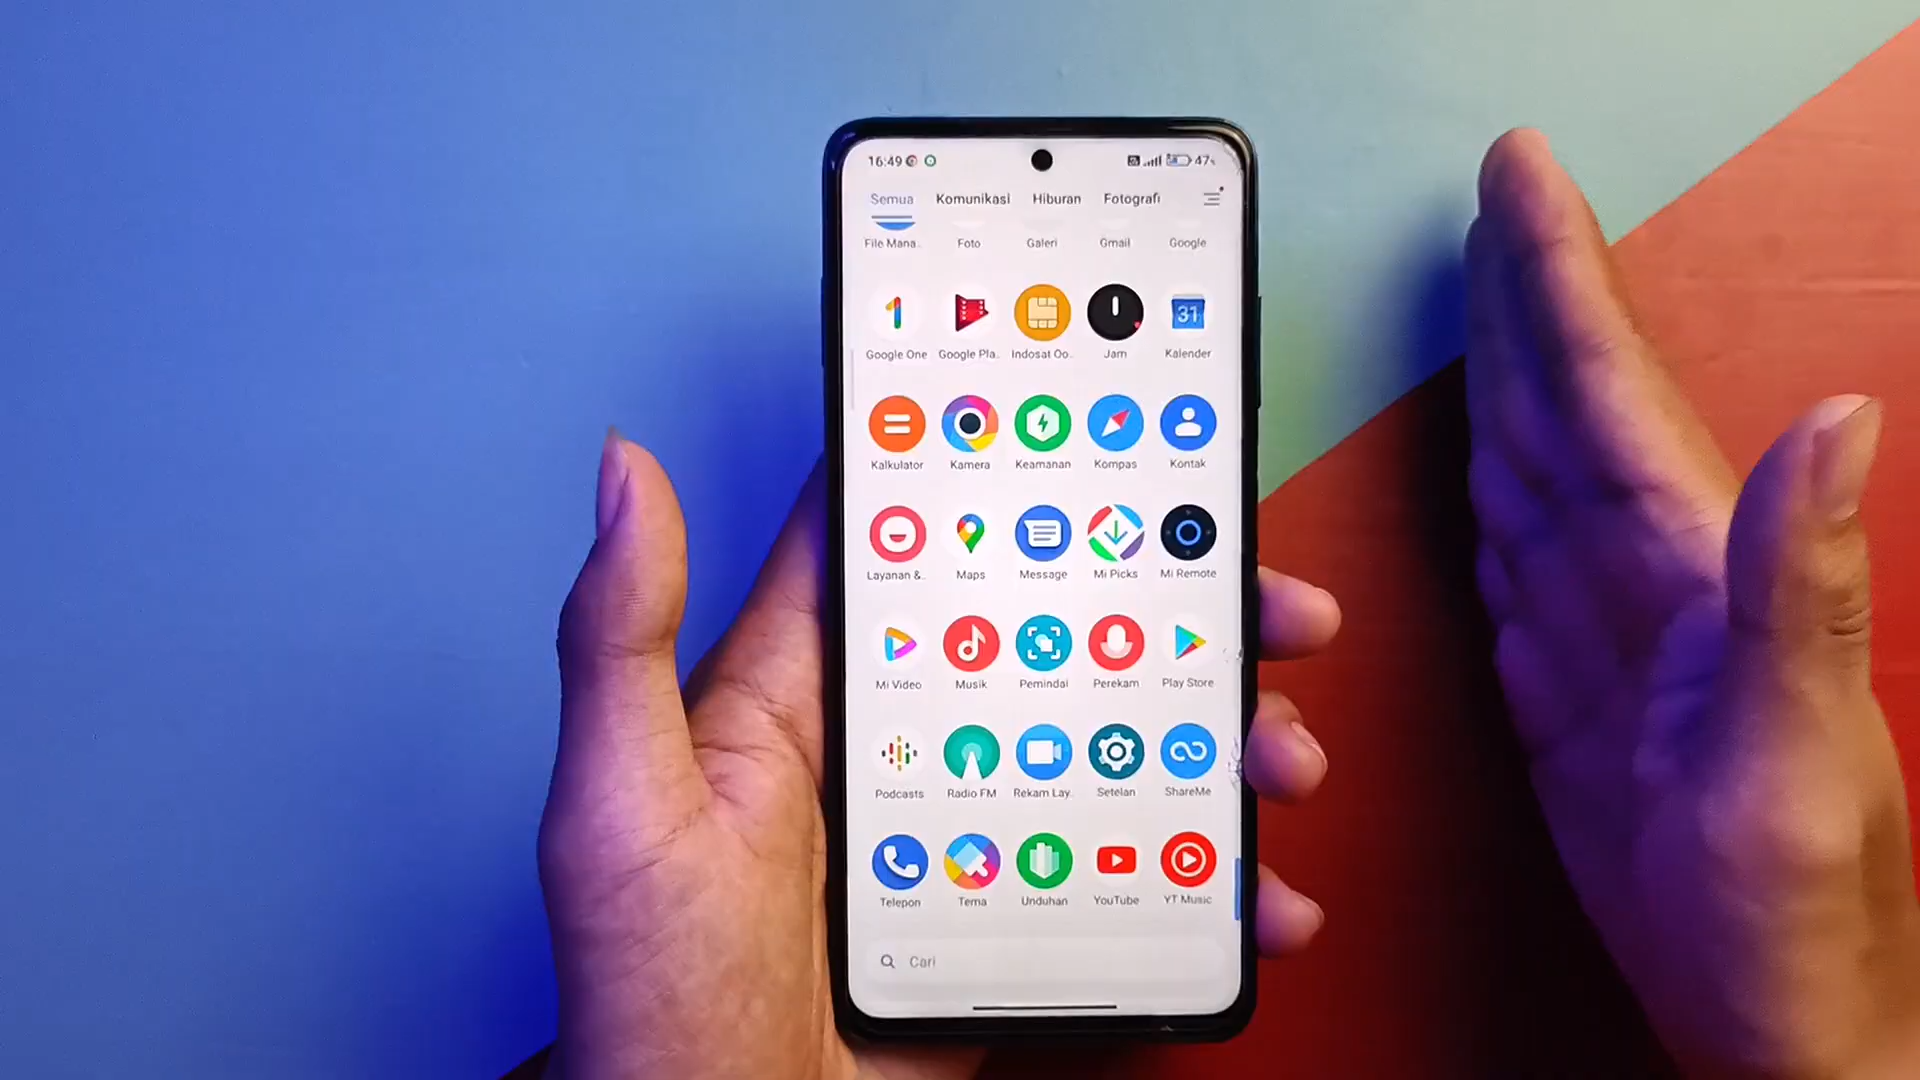 16:49 47%
Semua Komunikasi Hiburan Fotografi
File Mana.. Foto Galeri Gmail Google
31
Google One Google Pla.. Indosat Oo.. Jam Kalender
Kalkulator Kamera Keamanan Kompas Kontak
Layanan &.. Maps Message Mi Picks Mi Remote
Mi Video Musik Pemindai Perekam Play Store
Podcasts Radio FM Rekam Lay.. Setelan ShareMe
Telepon Tema Unduhan YouTube YT Music
Cari